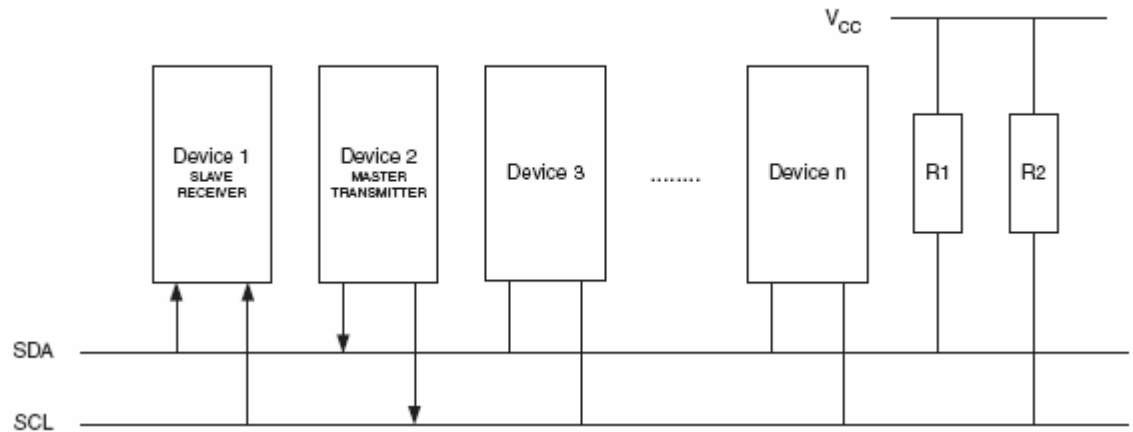 VCC
Device 1
SLAVE
RECEIVER
Device 2
MASTER
TRANSMITTER
Device 3
........
Device n
R1
R2
SDA
SCL